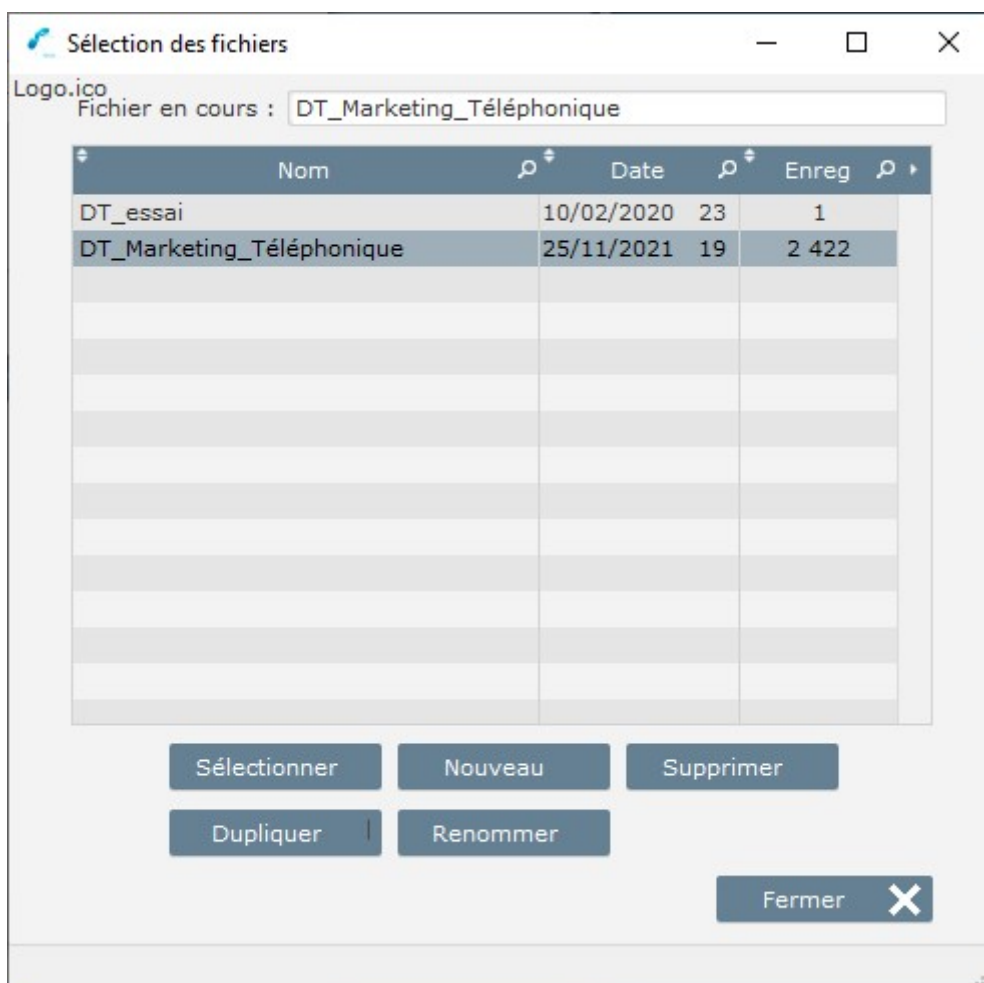 Sélection des fichiers
Logo.ico
Fichier en cours : DT_Marketing_Téléphonique
Nom Date Enreg
DT_essai 10/02/2020 23 1
DT_Marketing_Téléphonique 25/11/2021 19 2 422
Sélectionner Nouveau Supprimer
Dupliquer Renommer
Fermer